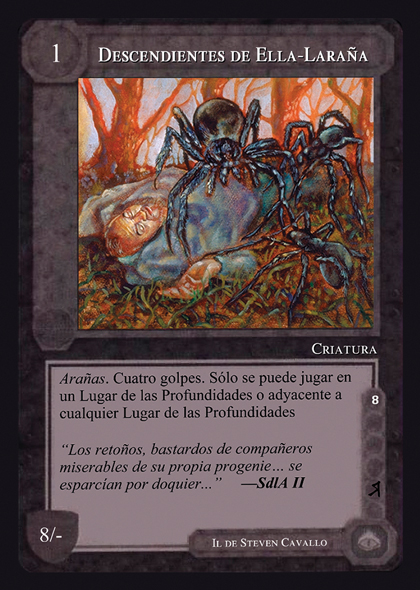 1
DESCENDIENTES DE ELLA-LARAÑA
CRIATURA
Arañas. Cuatro golpes. Sólo se puede jugar en
un Lugar de las Profundidades o adyacente a
cualquier Lugar de las Profundidades
8
“Los retoños, bastardos de compañeros
miserables de su propia progenie… se
esparcían por doquier…” —SdlA II
8/-
IL DE STEVEN CAVALLO